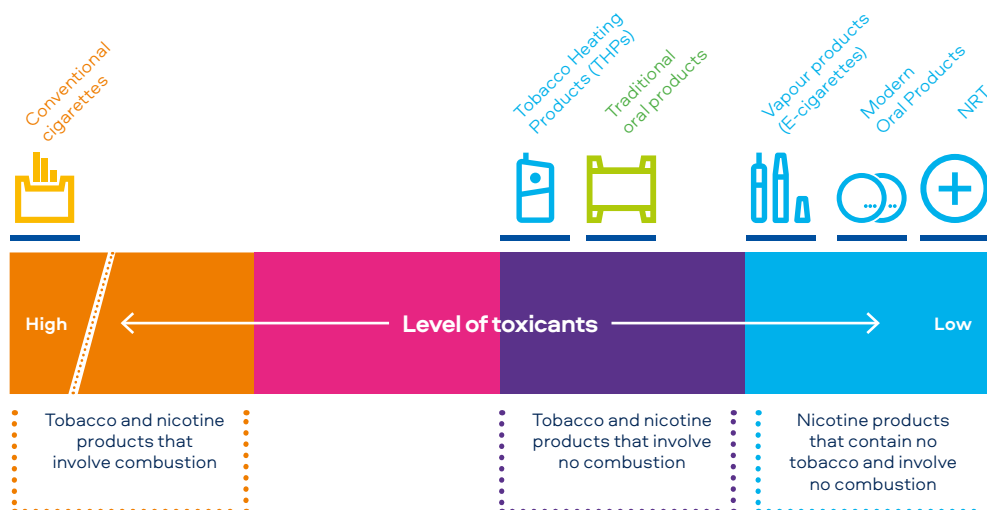 Conventional
cigarettes
Tobacco Heating
Products (THPs)
Traditional
oral products
Vapour products
(E-cigarettes)
Modern
Oral Products
NRT
High
Level of toxicants
Low
Tobacco and nicotine
products that
involve combustion
Tobacco and nicotine
products that involve
no combustion
Nicotine products
that contain no
tobacco and involve
no combustion